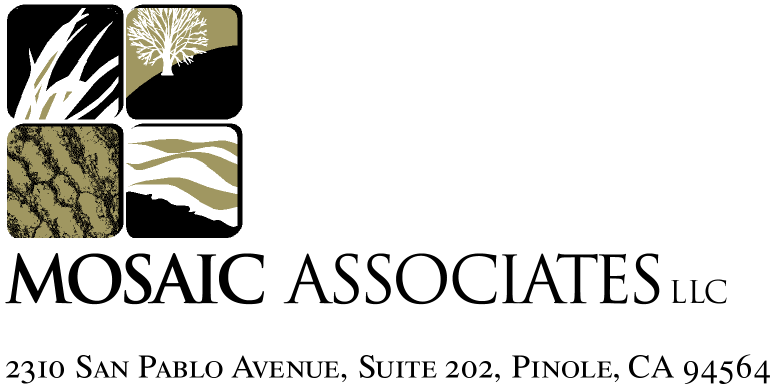 MOSAIC ASSOCIATES LLC
2310 SAN PABLO AVENUE, SUITE 202, PINOLE, CA 94564